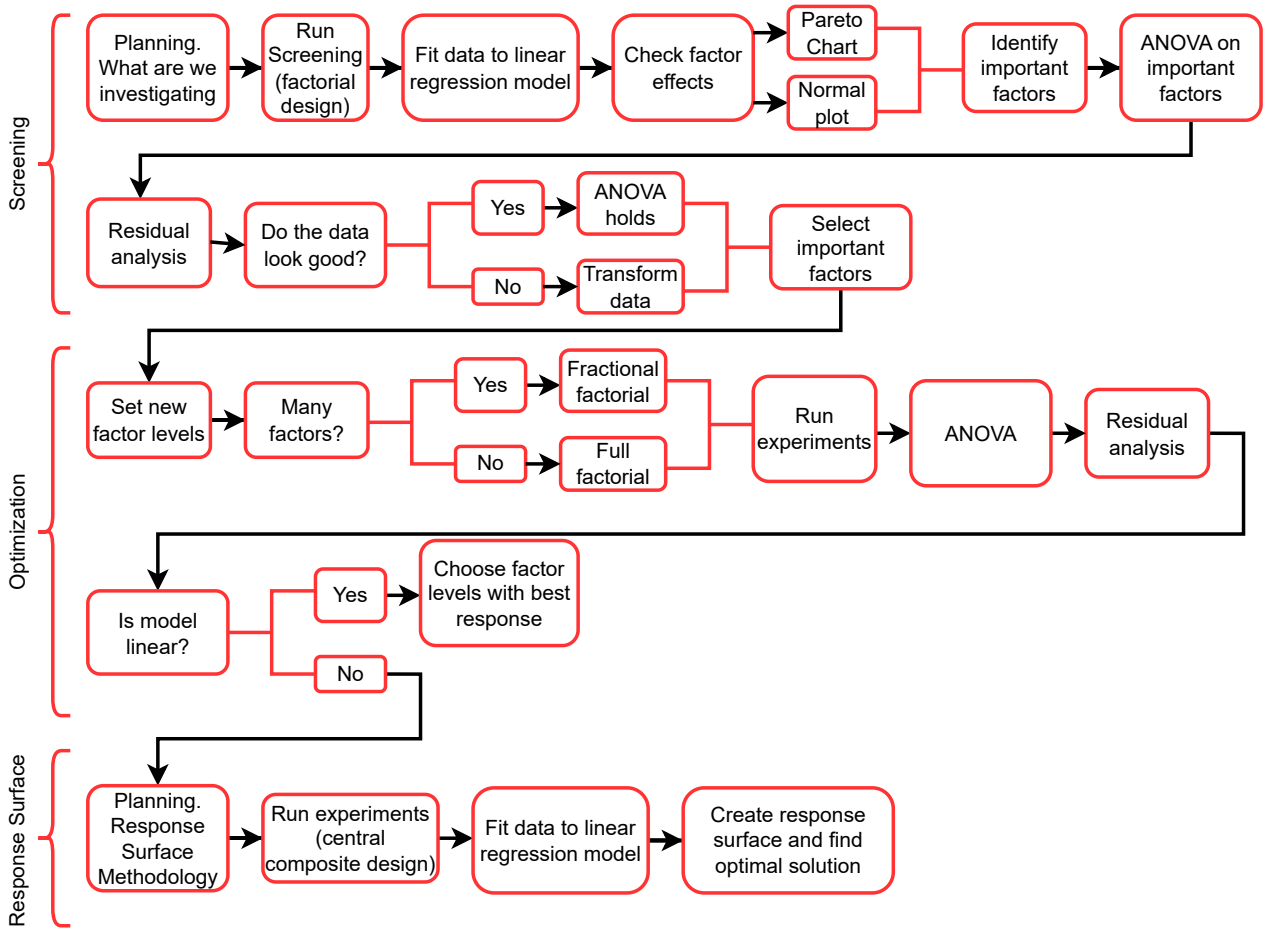 Screening
Planning.
What are we
investigating
Run
Screening
(factorial
design)
Fit data to linear
regression model
Check factor
effects
Pareto
Chart
Normal
plot
Identify
important
factors
ANOVA on
important
factors
Residual
analysis
Do the data
look good?
Yes
ANOVA
holds
No
Transform
data
Select
important
factors
Optimization
Set new
factor levels
Many
factors?
Yes
Fractional
factorial
No
Full
factorial
Run
experiments
ANOVA
Residual
analysis
Is model
linear?
Yes
Choose factor
levels with best
response
No
Response Surface
Planning.
Response
Surface
Methodology
Run experiments
(central
composite design)
Fit data to linear
regression model
Create response
surface and find
optimal solution